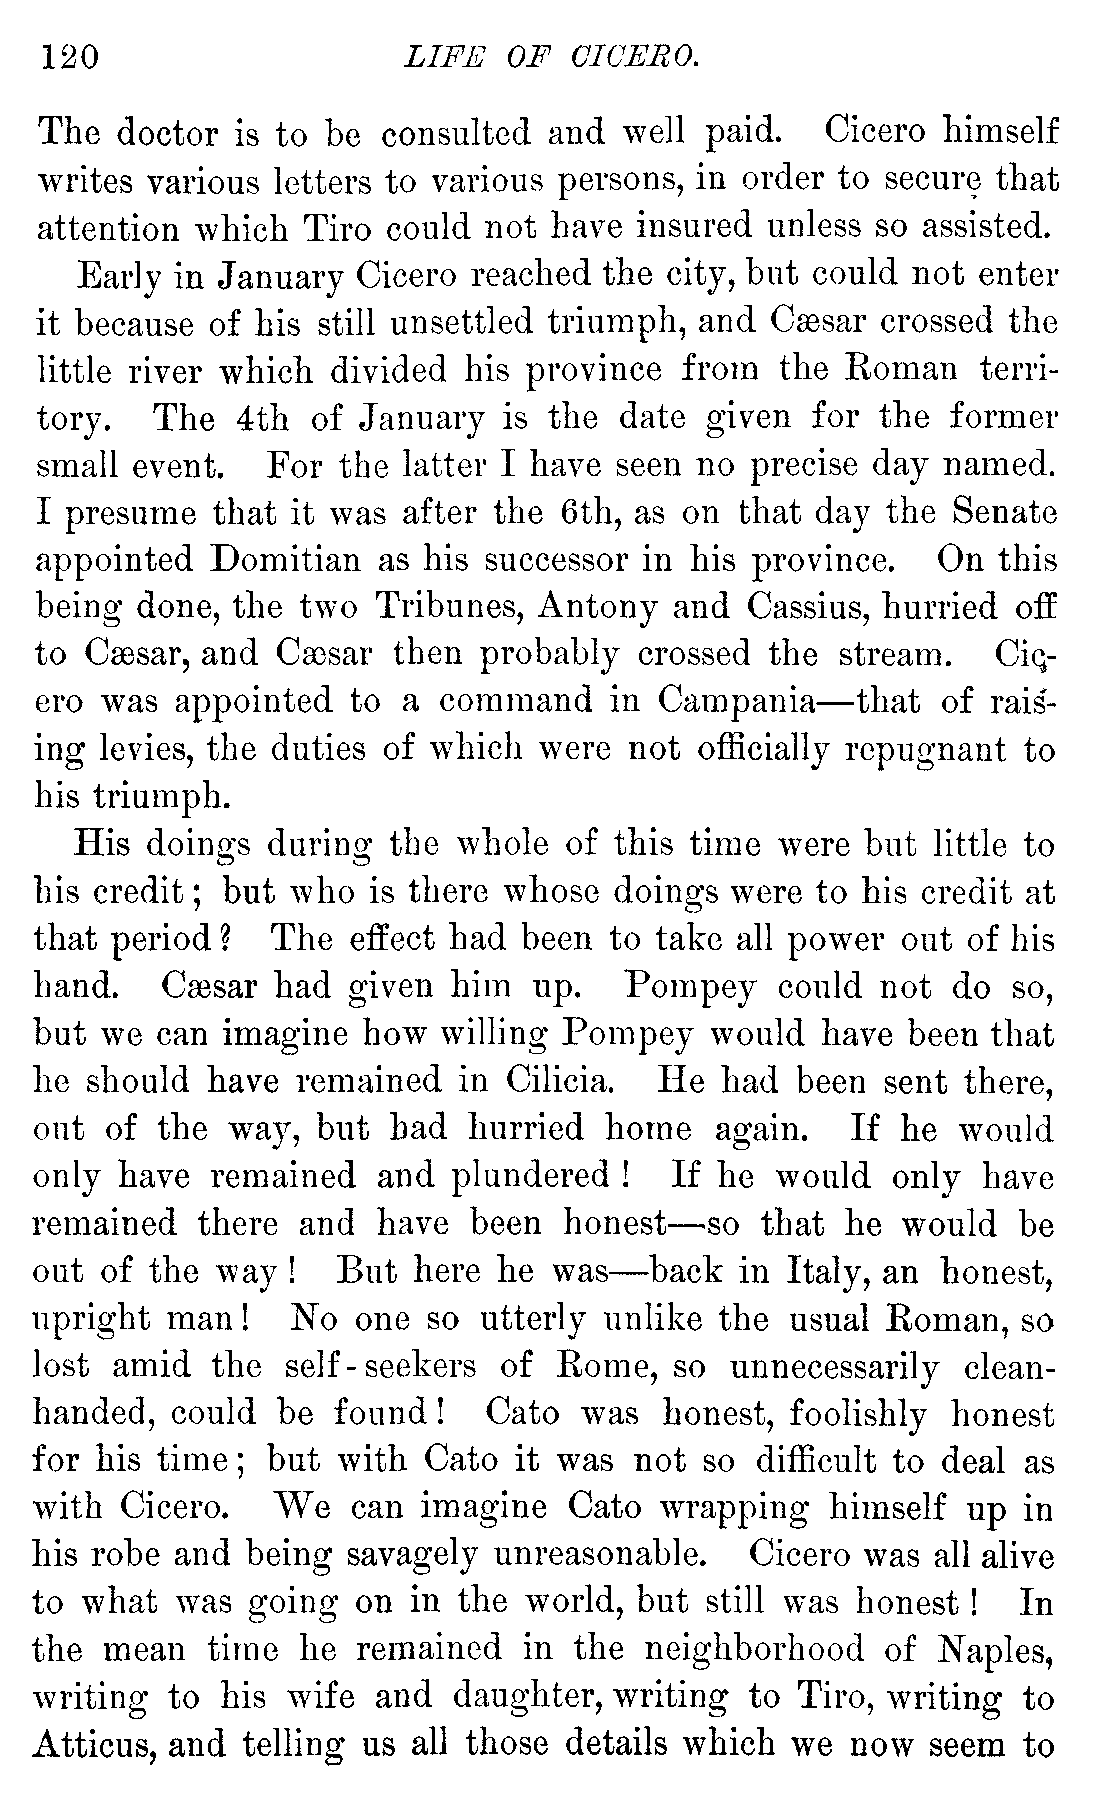 120 LIFE OF CICERO.
The doctor is to be consulted and well paid. Cicero himself
writes various letters to various persons, in order to secure that
attention which Tiro could not have insured unless so assisted.
Early in January Cicero reached the city, but could not enter
it because of his still unsettled triumph, and Cæsar crossed the
little river which divided his province from the Roman terri-
tory. The 4th of January is the date given for the former
small event. For the latter I have seen no precise day named.
I presume that it was after the 6th, as on that day the Senate
appointed Domitian as his successor in his province. On this
being done, the two Tribunes, Antony and Cassius, hurried off
to Cæsar, and Cæsar then probably crossed the stream. Cic-
ero was appointed to a command in Campania—that of rais-
ing levies, the duties of which were not officially repugnant to
his triumph.
His doings during the whole of this time were but little to
his credit; but who is there whose doings were to his credit at
that period? The effect had been to take all power out of his
hand. Cæsar had given him up. Pompey could not do so,
but we can imagine how willing Pompey would have been that
he should have remained in Cilicia. He had been sent there,
out of the way, but had hurried home again. If he would
only have remained and plundered! If he would only have
remained there and have been honest—so that he would be
out of the way! But here he was—back in Italy, an honest,
upright man! No one so utterly unlike the usual Roman, so
lost amid the self-seekers of Rome, so unnecessarily clean-
handed, could be found! Cato was honest, foolishly honest
for his time; but with Cato it was not so difficult to deal as
with Cicero. We can imagine Cato wrapping himself up in
his robe and being savagely unreasonable. Cicero was all alive
to what was going on in the world, but still was honest! In
the mean time he remained in the neighborhood of Naples,
writing to his wife and daughter, writing to Tiro, writing to
Atticus, and telling us all those details which we now seem to